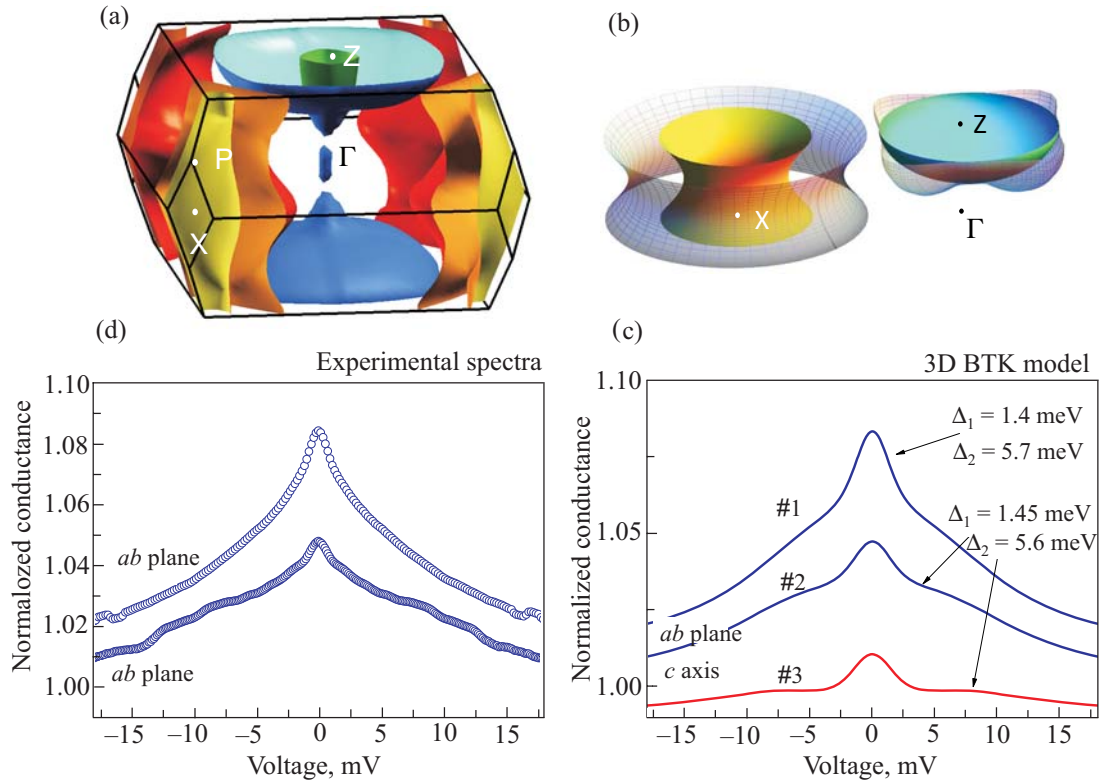 (a)
Z
P
Γ
X
(b)
Z
X
Γ
(d)
Experimental spectra
Normalozed conductance
1.10
1.08
1.06
1.04
1.02
1.00
ab plane
ab plane
–15 –10 –5 0 5 10 15
Voltage, mV
(c)
3D BTK model
Normalized conductance
1.10
1.05
1.00
Δ1 = 1.4 meV
Δ2 = 5.7 meV
#1
Δ1 = 1.45 meV
Δ2 = 5.6 meV
#2
ab plane
c axis
#3
–15 –10 –5 0 5 10 15
Voltage, mV